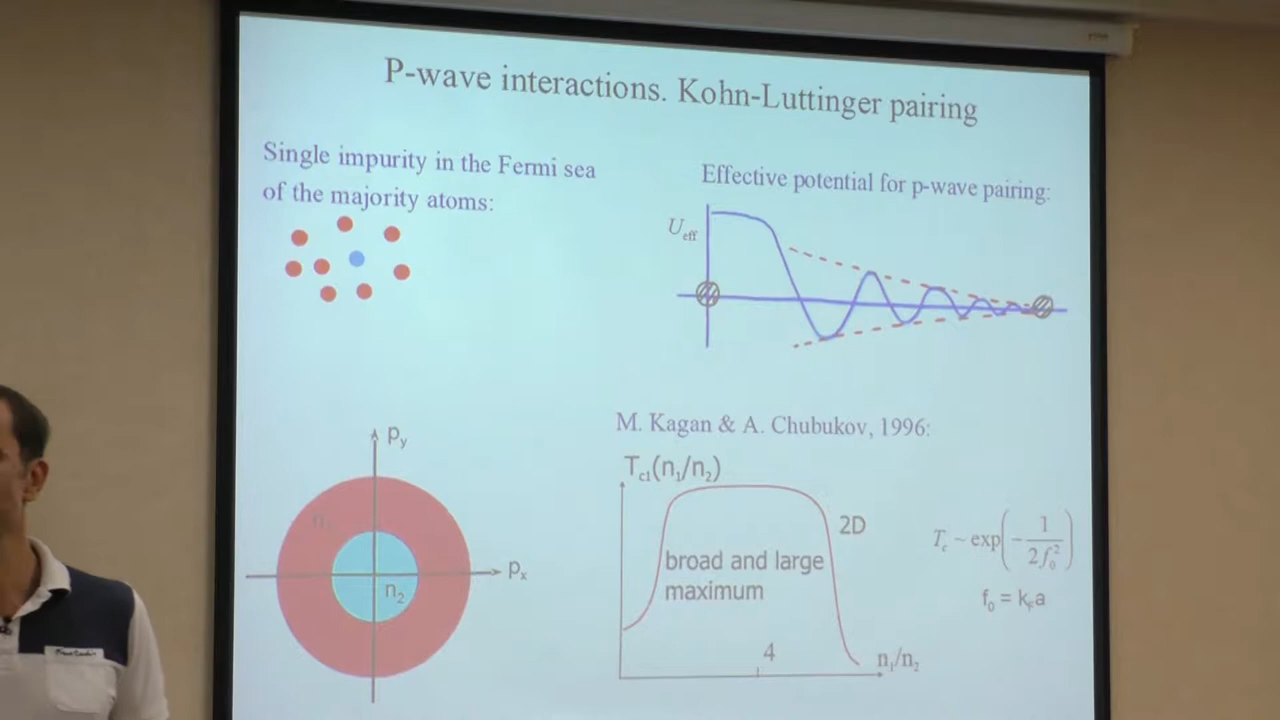 P-wave interactions. Kohn-Luttinger pairing
Single impurity in the Fermi sea
of the majority atoms:
Effective potential for p-wave pairing:
U_eff
p_y
p_x
n_2
M. Kagan & A. Chubukov, 1996:
T_c1(n_1/n_2)
2D
broad and large
maximum
4
n_1/n_2
T_c ~ exp(-1/(2f_0^2))
f_0 = k_F a